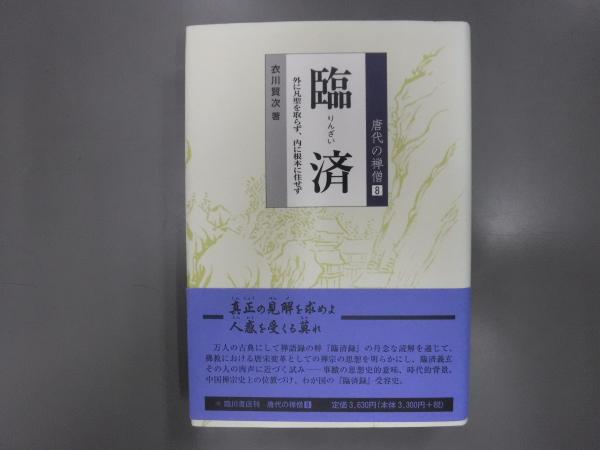 唐代の禅僧 8
臨済
りんざい
外に凡聖を取らず、内に根本に住せず
衣川賢次 著
真正の見解を求めよ
人惑を受くる莫れ
万人の古典にして禅語録の粋『臨済録』の丹念な読解を通じて、
佛教における唐宋変革としての禅宗の思想を明らかにし、臨済義玄
その人の肉声に近づく試み――事蹟の思想史的意味、時代的背景、
中国禅宗史上の位置づけ、わが国の『臨済録』受容史。
臨川書店刊 唐代の禅僧 8
定価3,630円(本体3,300円+税)